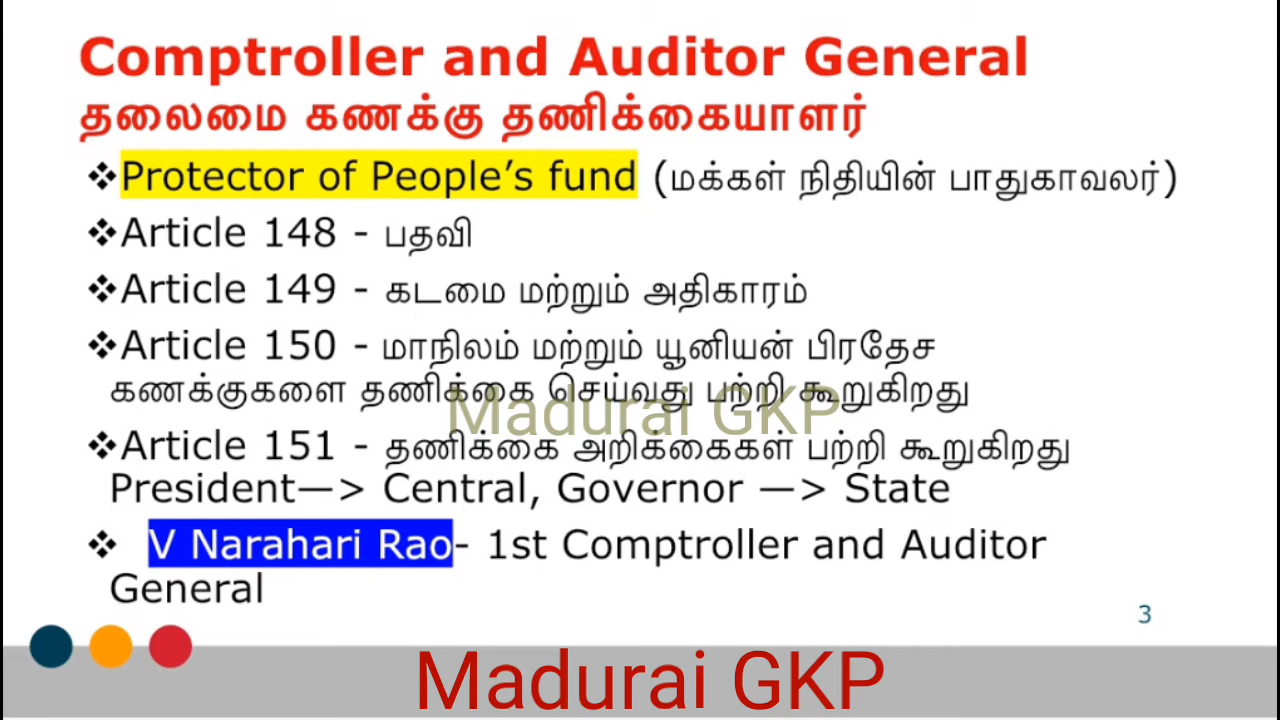 Comptroller and Auditor General
தலைமை கணக்கு தணிக்கையாளர்
❖Protector of People’s fund (மக்கள் நிதியின் பாதுகாவலர்)
❖Article 148 - பதவி
❖Article 149 - கடமை மற்றும் அதிகாரம்
❖Article 150 - மாநிலம் மற்றும் யூனியன் பிரதேச
கணக்குகளை தணிக்கை செய்வது பற்றி கூறுகிறது
Madurai GKP
❖Article 151 - தணிக்கை அறிக்கைகள் பற்றி கூறுகிறது
President—> Central, Governor —> State
❖ V Narahari Rao- 1st Comptroller and Auditor
General
3
Madurai GKP